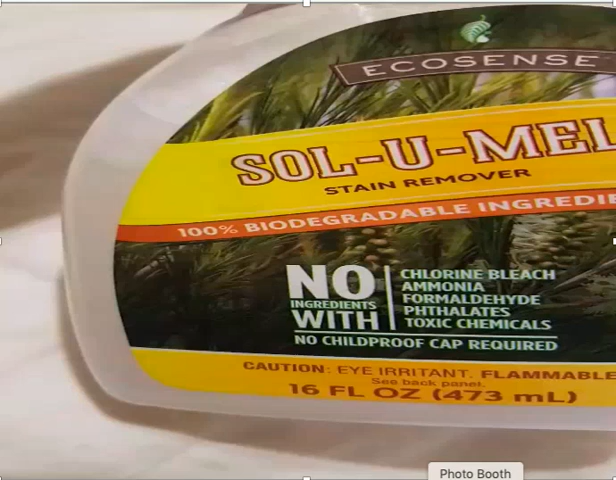 ECOSENSE
SOL-U-MEL
STAIN REMOVER
100% BIODEGRADABLE INGREDIE
NO
INGREDIENTS
WITH
CHLORINE BLEACH
AMMONIA
FORMALDEHYDE
PHTHALATES
TOXIC CHEMICALS
NO CHILDPROOF CAP REQUIRED
CAUTION: EYE IRRITANT. FLAMMABLE
See back panel.
16 FL OZ (473 mL)
Photo Booth